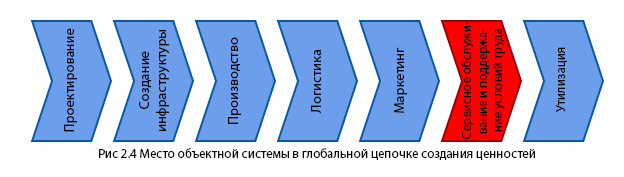 Проектирование
Создание
инфраструктуры
Производство
Логистика
Маркетинг
Сервисное обслужи-
вание и поддержа-
ние условий труда
Утилизация
Рис 2.4 Место объектной системы в глобальной цепочке создания ценностей